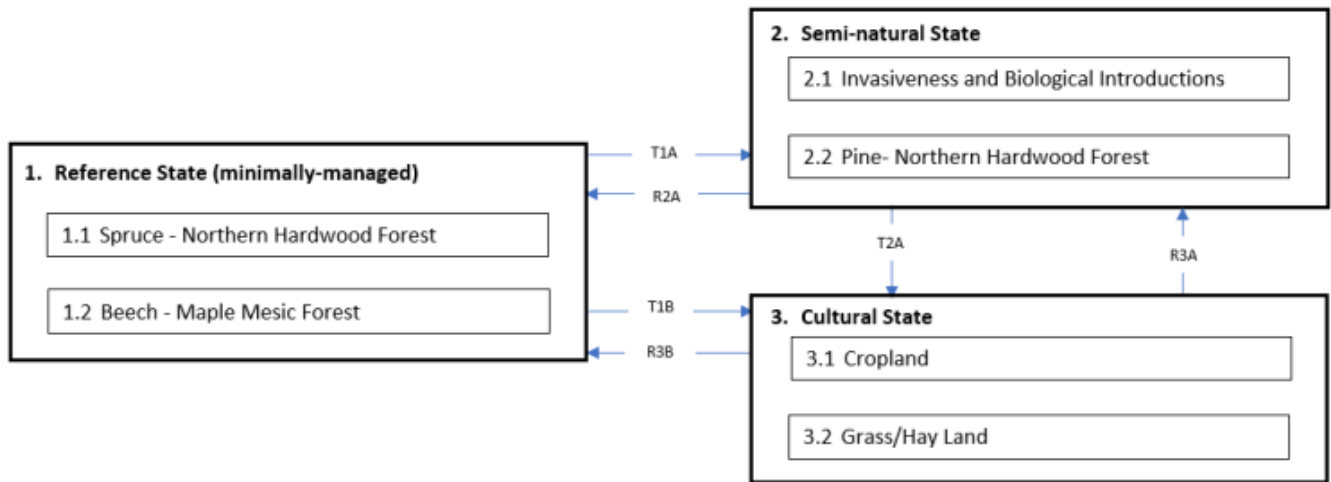 2. Semi-natural State
2.1 Invasiveness and Biological Introductions
2.2 Pine- Northern Hardwood Forest
T1A
R2A
1. Reference State (minimally-managed)
1.1 Spruce - Northern Hardwood Forest
1.2 Beech - Maple Mesic Forest
T2A
R3A
T1B
R3B
3. Cultural State
3.1 Cropland
3.2 Grass/Hay Land